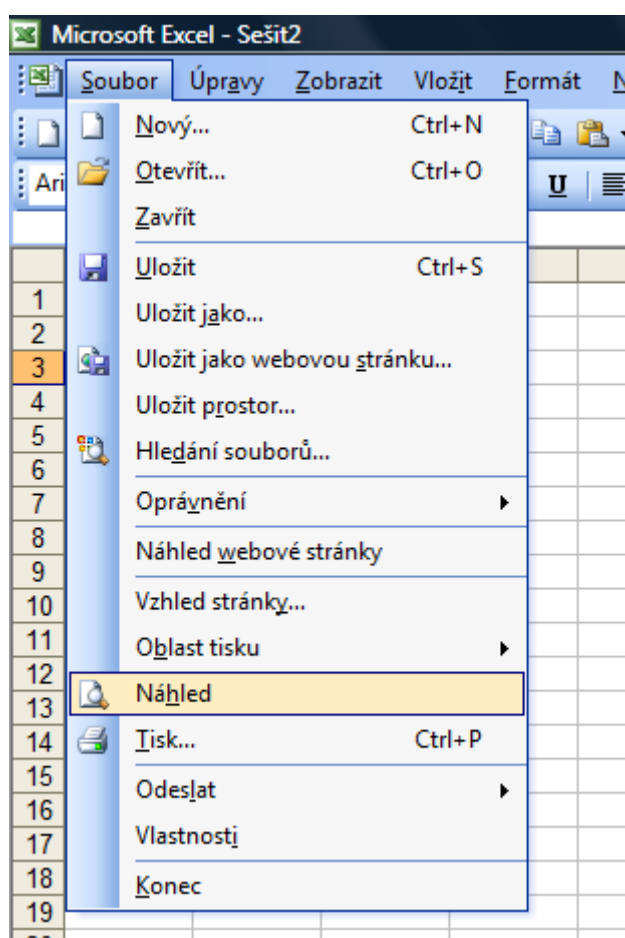 Microsoft Excel - Sešit2
Soubor Úpravy Zobrazit Vložit Formát N
Nový... Ctrl+N
Otevřít... Ctrl+O
Ari U
Zavřít
Uložit Ctrl+S
1
Uložit jako...
2
3 Uložit jako webovou stránku...
4 Uložit prostor...
5
Hledání souborů...
6
7 Oprávnění
8
Náhled webové stránky
9
10 Vzhled stránky...
11 Oblast tisku
12
Náhled
13
14 Tisk... Ctrl+P
15
Odeslat
16
17 Vlastnosti
18 Konec
19